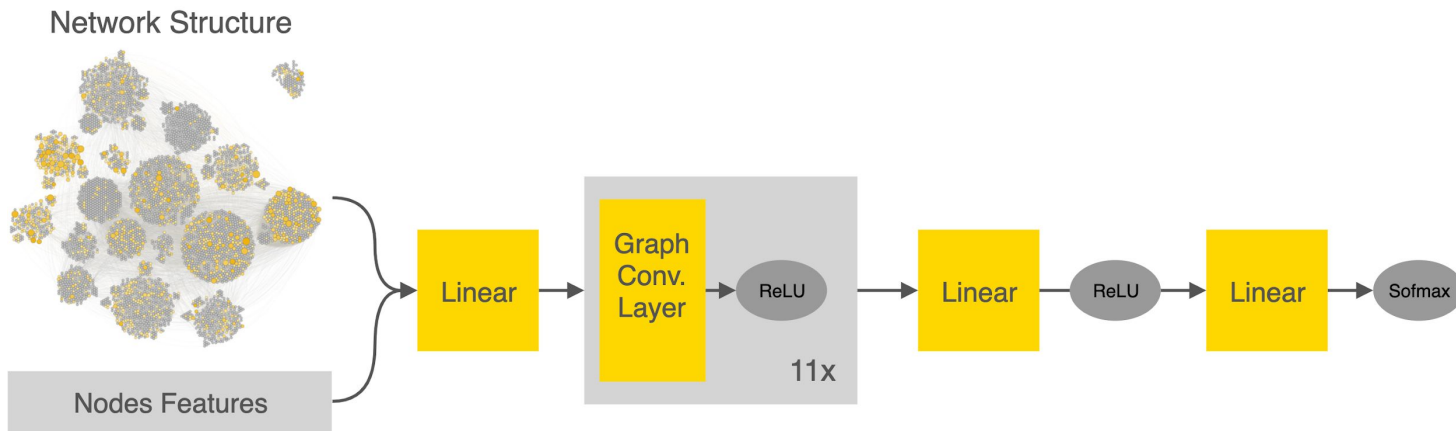 Network Structure
Nodes Features
Linear
Graph
Conv.
Layer
ReLU
11x
Linear
ReLU
Linear
Sofmax